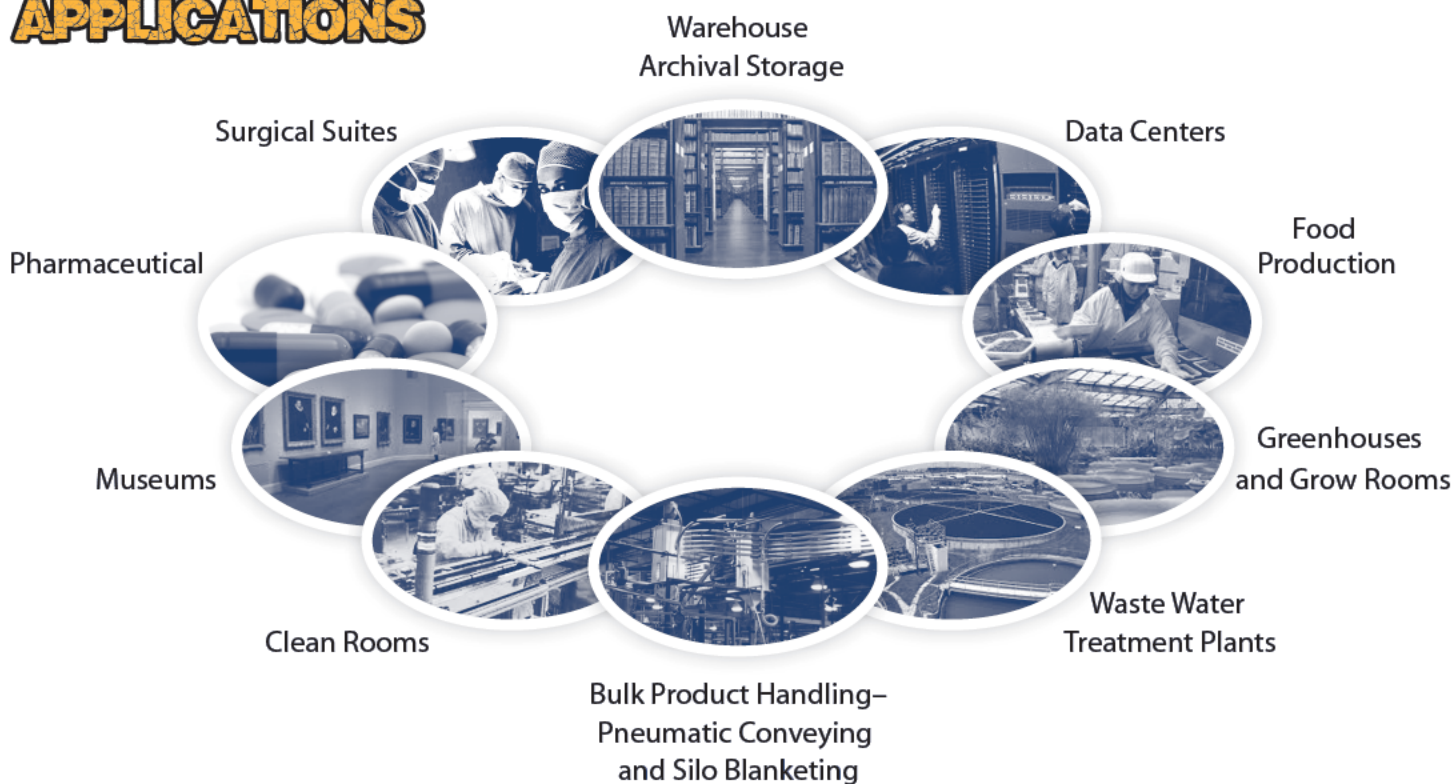 APPLICATIONS
Warehouse
Archival Storage
Surgical Suites
Data Centers
Food
Production
Pharmaceutical
Greenhouses
and Grow Rooms
Museums
Waste Water
Treatment Plants
Clean Rooms
Bulk Product Handling–
Pneumatic Conveying
and Silo Blanketing